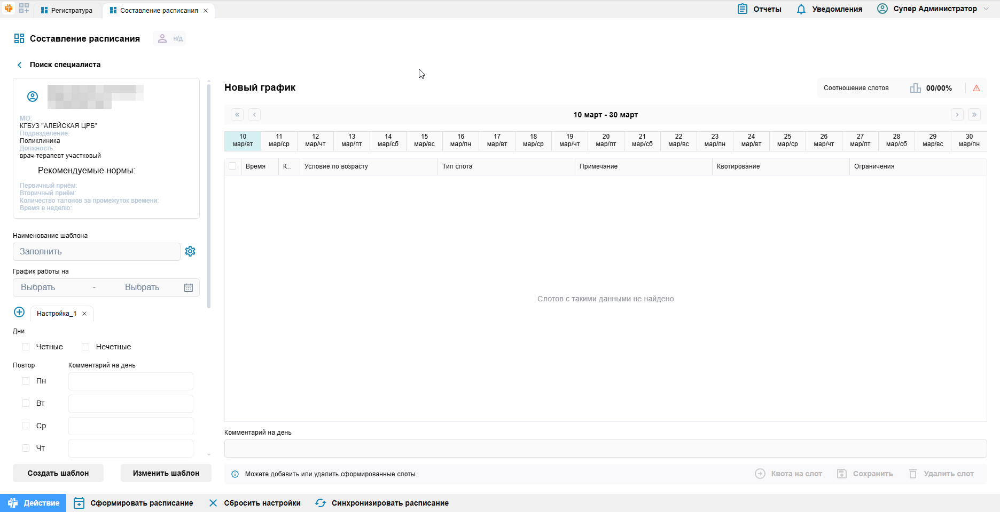 Регистратура
Составление расписания
Отчеты
Уведомления
Супер Администратор
Составление расписания
н/д
Поиск специалиста
МО:
КГБУЗ "АЛЕЙСКАЯ ЦРБ"
Подразделение:
Поликлиника
Должность:
врач-терапевт участковый
Рекомендуемые нормы:
Первичный приём:
Вторичный приём:
Количество талонов за промежуток времени:
Время в неделю:
Наименование шаблона
Заполнить
График работы на
Выбрать - Выбрать
Настройка_1
Дни
Четные Нечетные
Повтор Комментарий на день
Пн
Вт
Ср
Чт
Создать шаблон Изменить шаблон
Новый график
Соотношение слотов 00/00%
10 март - 30 март
10 11 12 13 14 15 16 17 18 19 20 21 22 23 24 25 26 27 28 29 30
мар/вт мар/ср мар/чт мар/пт мар/сб мар/вс мар/пн мар/вт мар/ср мар/чт мар/пт мар/сб мар/вс мар/пн мар/вт мар/ср мар/чт мар/пт мар/сб мар/вс мар/пн
Время К.. Условие по возрасту Тип слота Примечание Квотирование Ограничения
Слотов с такими данными не найдено
Комментарий на день
Можете добавить или удалить сформированные слоты.
Квота на слот Сохранить Удалить слот
Действие Сформировать расписание Сбросить настройки Синхронизировать расписание